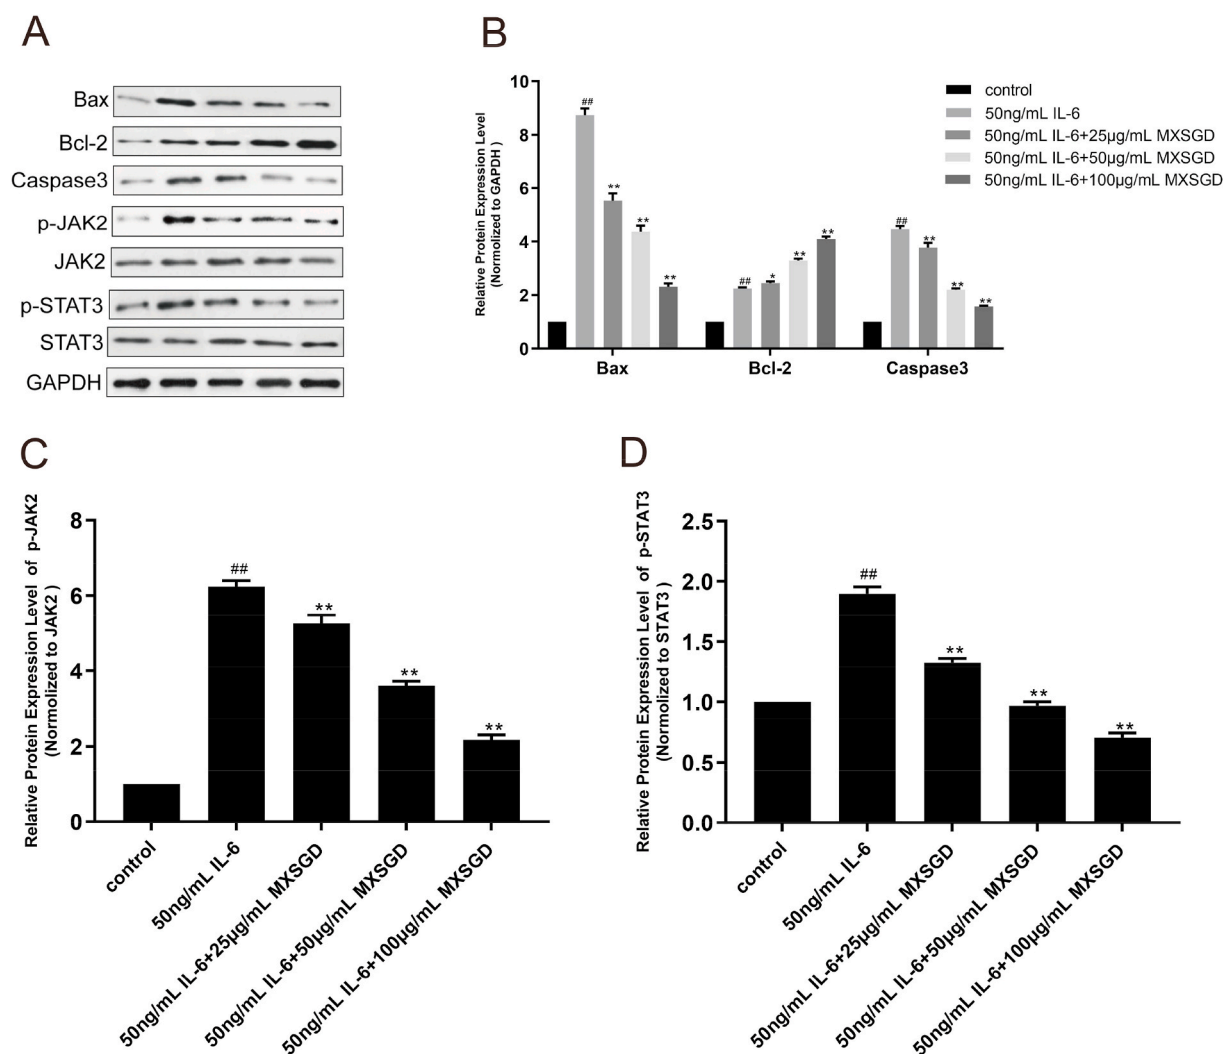 A
Bax
Bcl-2
Caspase3
p-JAK2
JAK2
p-STAT3
STAT3
GAPDH
B
Relative Protein Expression Level
(Normalized to GAPDH )
10
8
6
4
2
0
##
**
**
**
##
*
**
**
##
**
**
**
Bax
Bcl-2
Caspase3
control
50ng/mL IL-6
50ng/mL IL-6+25μg/mL MXSGD
50ng/mL IL-6+50μg/mL MXSGD
50ng/mL IL-6+100μg/mL MXSGD
C
Relative Protein Expression Level of p-JAK2
(Normolized to JAK2 )
8
6
4
2
0
##
**
**
**
control
50ng/mL IL-6
50ng/mL IL-6+25μg/mL MXSGD
50ng/mL IL-6+50μg/mL MXSGD
50ng/mL IL-6+100μg/mL MXSGD
D
Relative Protein Expression Level of p-STAT3
(Normolized to STAT3 )
2.5
2.0
1.5
1.0
0.5
0.0
##
**
**
**
control
50ng/mL IL-6
50ng/mL IL-6+25μg/mL MXSGD
50ng/mL IL-6+50μg/mL MXSGD
50ng/mL IL-6+100μg/mL MXSGD